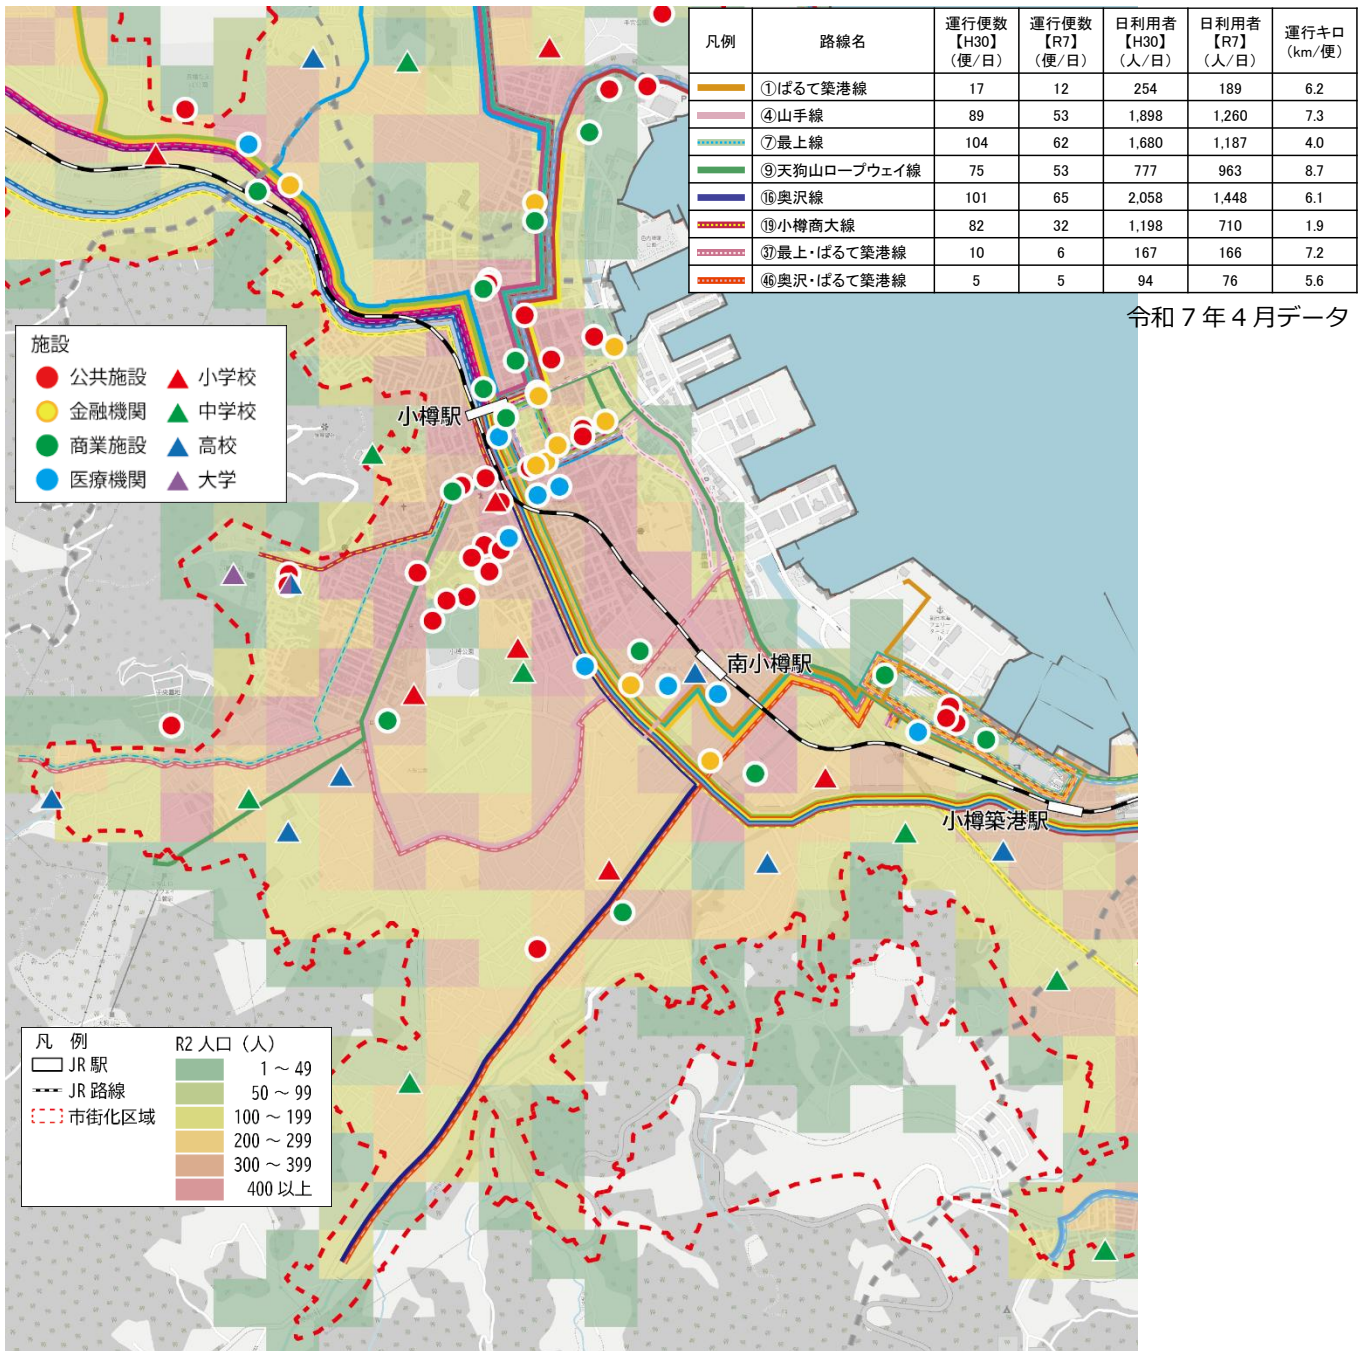 凡例 路線名 運行便数【H30】（便/日） 運行便数【R7】（便/日） 日利用者【H30】（人/日） 日利用者【R7】（人/日） 運行キロ（km/便）
①ぱるて築港線 17 12 254 189 6.2
④山手線 89 53 1,898 1,260 7.3
⑦最上線 104 62 1,680 1,187 4.0
⑨天狗山ロープウェイ線 75 53 777 963 8.7
⑯奥沢線 101 65 2,058 1,448 6.1
⑲小樽商大線 82 32 1,198 710 1.9
㊲最上・ぱるて築港線 10 6 167 166 7.2
㊻奥沢・ぱるて築港線 5 5 94 76 5.6
令和７年４月データ
施設
公共施設 小学校
金融機関 中学校
商業施設 高校
医療機関 大学
小樽駅
南小樽駅
小樽築港駅
凡 例
JR 駅
JR 路線
市街化区域
R2 人口（人）
1 ～ 49
50 ～ 99
100 ～ 199
200 ～ 299
300 ～ 399
400 以上